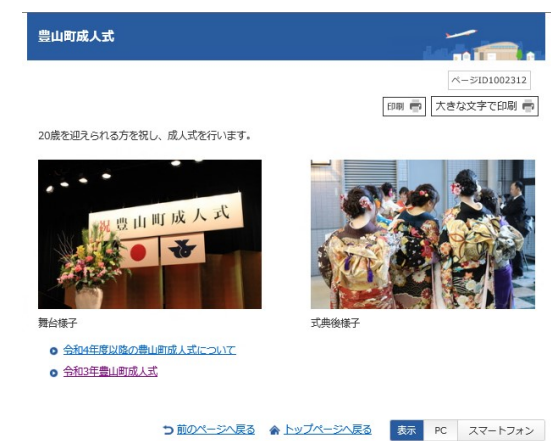 豊山町成人式
ページID1002312
印刷 大きな文字で印刷
20歳を迎えられる方を祝し、成人式を行います。
祝 豊山町成人式
舞台様子
式典後様子
令和4年度以降の豊山町成人式について
令和3年豊山町成人式
前のページへ戻る トップページへ戻る 表示 PC スマートフォン